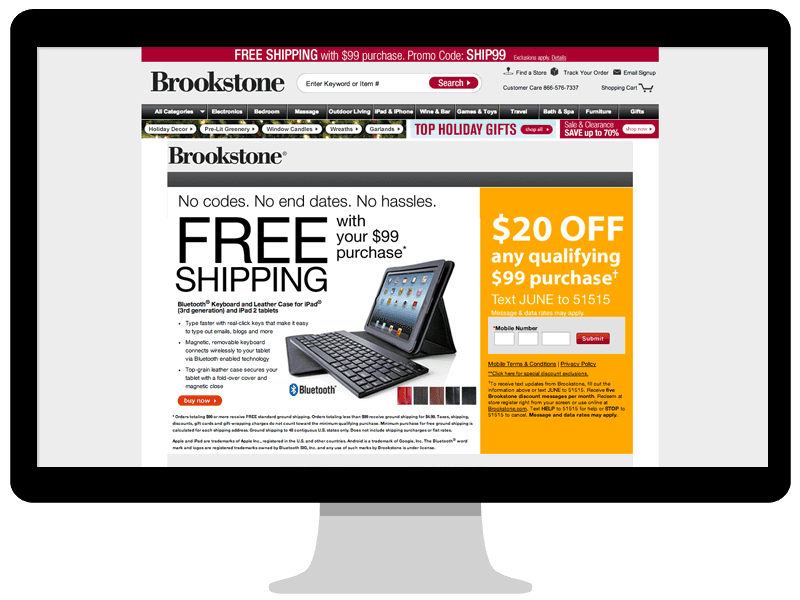 FREE SHIPPING with $99 purchase. Promo Code: SHIP99 Exclusions apply. Details
Brookstone
Enter Keyword or Item #
Search
Find a Store
Track Your Order
Email Signup
Customer Care 866-576-7337
Shopping Cart
All Categories
Electronics
Bedroom
Massage
Outdoor Living
iPad & iPhone
Wine & Bar
Games & Toys
Travel
Bath & Spa
Furniture
Gifts
Holiday Decor
Pre-Lit Greenery
Window Candles
Wreaths
Garlands
TOP HOLIDAY GIFTS
shop all
Sale & Clearance
SAVE up to 70%
shop now
Brookstone®
No codes. No end dates. No hassles.
FREE
SHIPPING
with
your $99
purchase*
Bluetooth® Keyboard and Leather Case for iPad®
(3rd generation) and iPad 2 tablets
• Type faster with real-click keys that make it easy
to type out emails, blogs and more
• Magnetic, removable keyboard
connects wirelessly to your tablet
via Bluetooth enabled technology
• Top-grain leather case secures your
tablet with a fold-over cover and
magnetic close
buy now
Bluetooth®
* Orders totaling $99 or more receive FREE standard ground shipping. Orders totaling less than $99 receive ground shipping for $6.99. Taxes, shipping,
discounts, gift cards and gift-wrapping charges do not count toward the minimum qualifying purchase. Minimum purchase for free ground shipping is
calculated for each shipping address. Ground shipping to 48 contiguous U.S. states only. Does not include shipping surcharges or flat rates.
Apple and iPad are trademarks of Apple Inc., registered in the U.S. and other countries. Android is a trademark of Google, Inc. The Bluetooth® word
mark and logos are registered trademarks owned by Bluetooth SIG, Inc. and any use of such marks by Brookstone is under license.
$20 OFF
any qualifying
$99 purchase†
Text JUNE to 51515
Message & data rates may apply.
*Mobile Number
Submit
Mobile Terms & Conditions | Privacy Policy
**Click here for special discount exclusions.
†To receive text updates from Brookstone, fill out the
information above or text JUNE to 51515. Receive five
Brookstone discount messages per month. Redeem at
store register right from your screen or use online at
Brookstone.com. Text HELP to 51515 for help or STOP to
51515 to cancel. Message and data rates may apply.